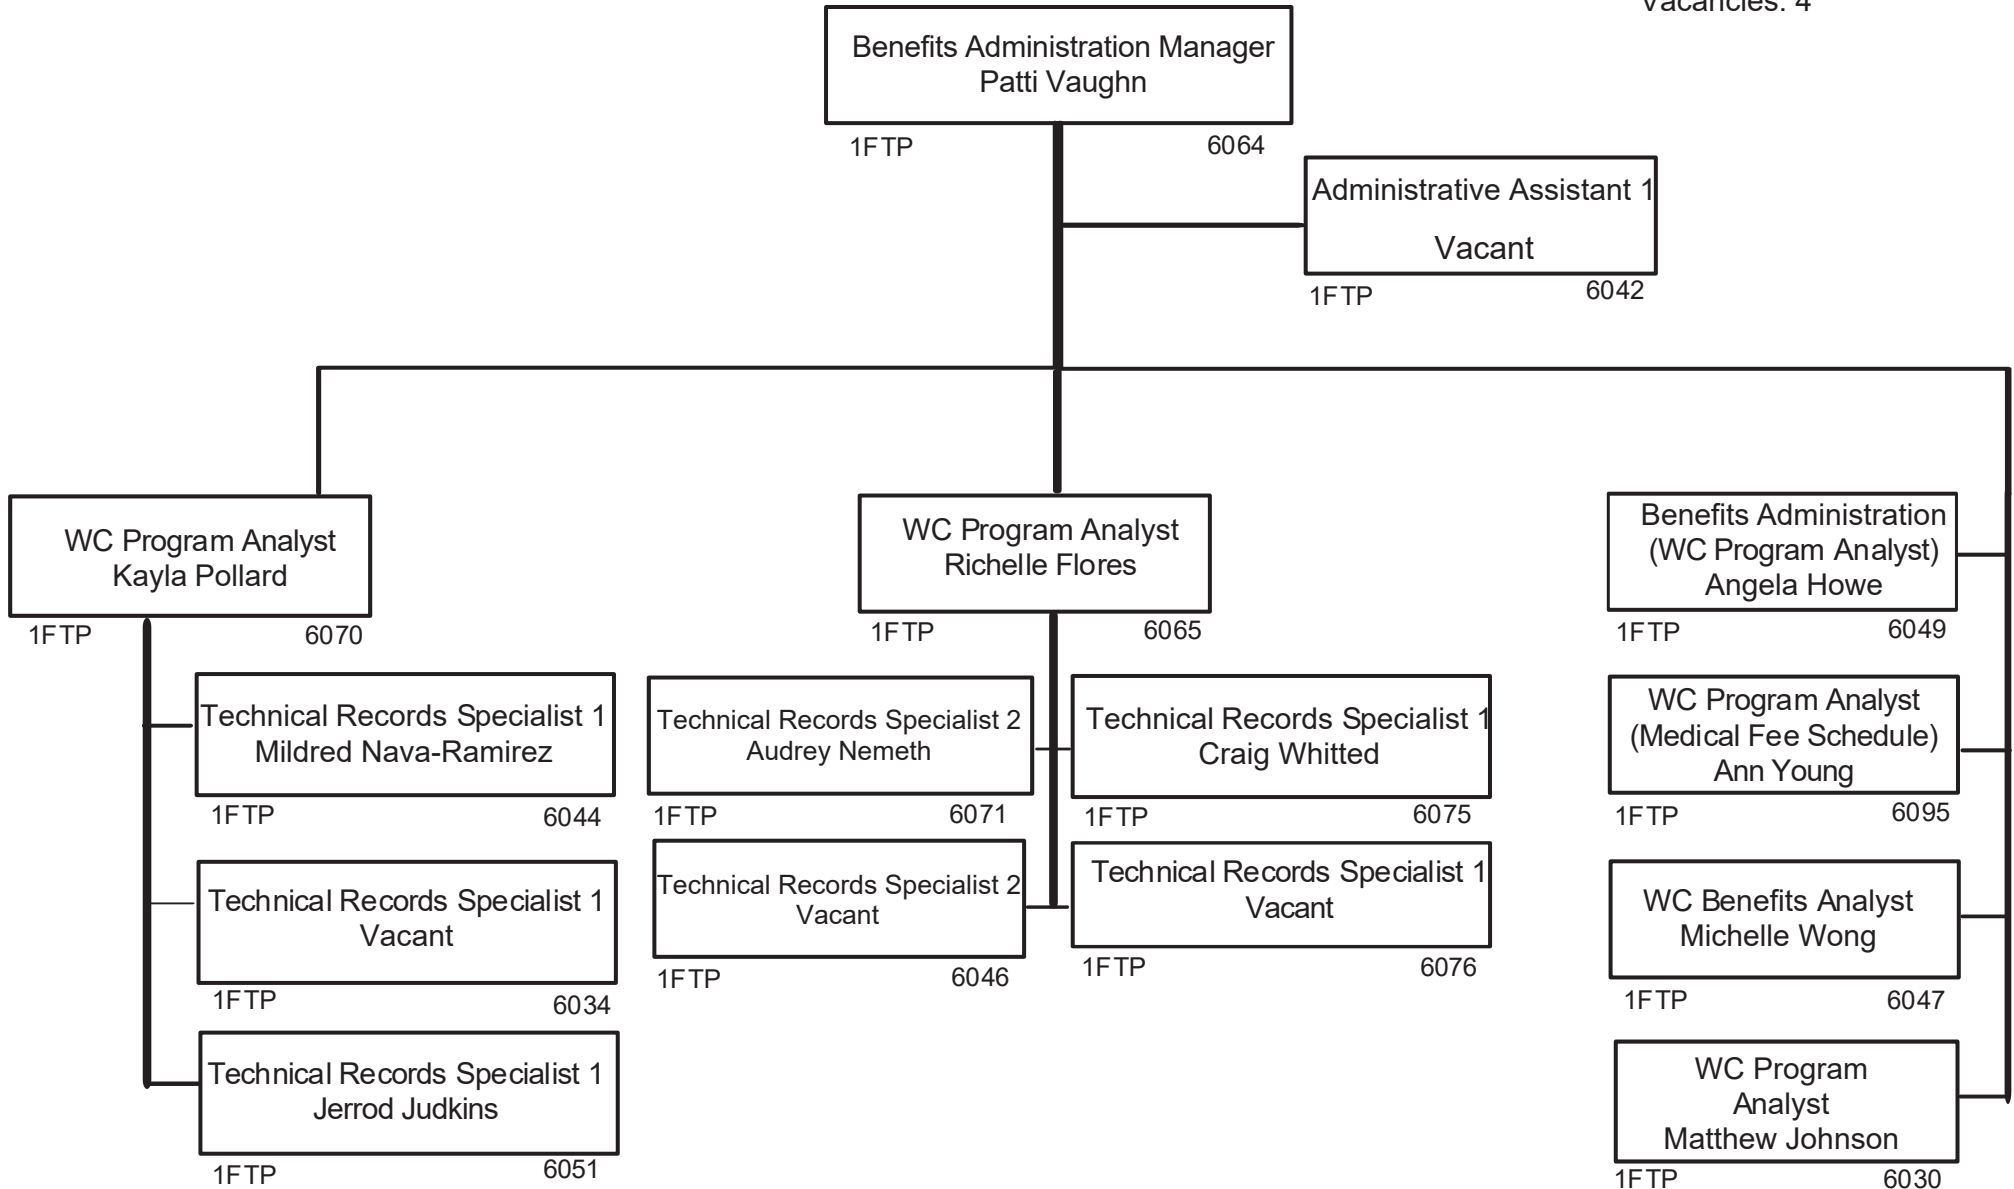 Vacancies: 4
Benefits Administration Manager
Patti Vaughn
1FTP
6064
Administrative Assistant 1
Vacant
1FTP
6042
WC Program Analyst
Kayla Pollard
1FTP
6070
WC Program Analyst
Richelle Flores
1FTP
6065
Benefits Administration
(WC Program Analyst)
Angela Howe
1FTP
6049
Technical Records Specialist 1
Mildred Nava-Ramirez
1FTP
6044
Technical Records Specialist 2
Audrey Nemeth
1FTP
6071
Technical Records Specialist 1
Craig Whitted
1FTP
6075
WC Program Analyst
(Medical Fee Schedule)
Ann Young
1FTP
6095
Technical Records Specialist 1
Vacant
1FTP
6034
Technical Records Specialist 2
Vacant
1FTP
6046
Technical Records Specialist 1
Vacant
1FTP
6076
WC Benefits Analyst
Michelle Wong
1FTP
6047
Technical Records Specialist 1
Jerrod Judkins
1FTP
6051
WC Program
Analyst
Matthew Johnson
1FTP
6030